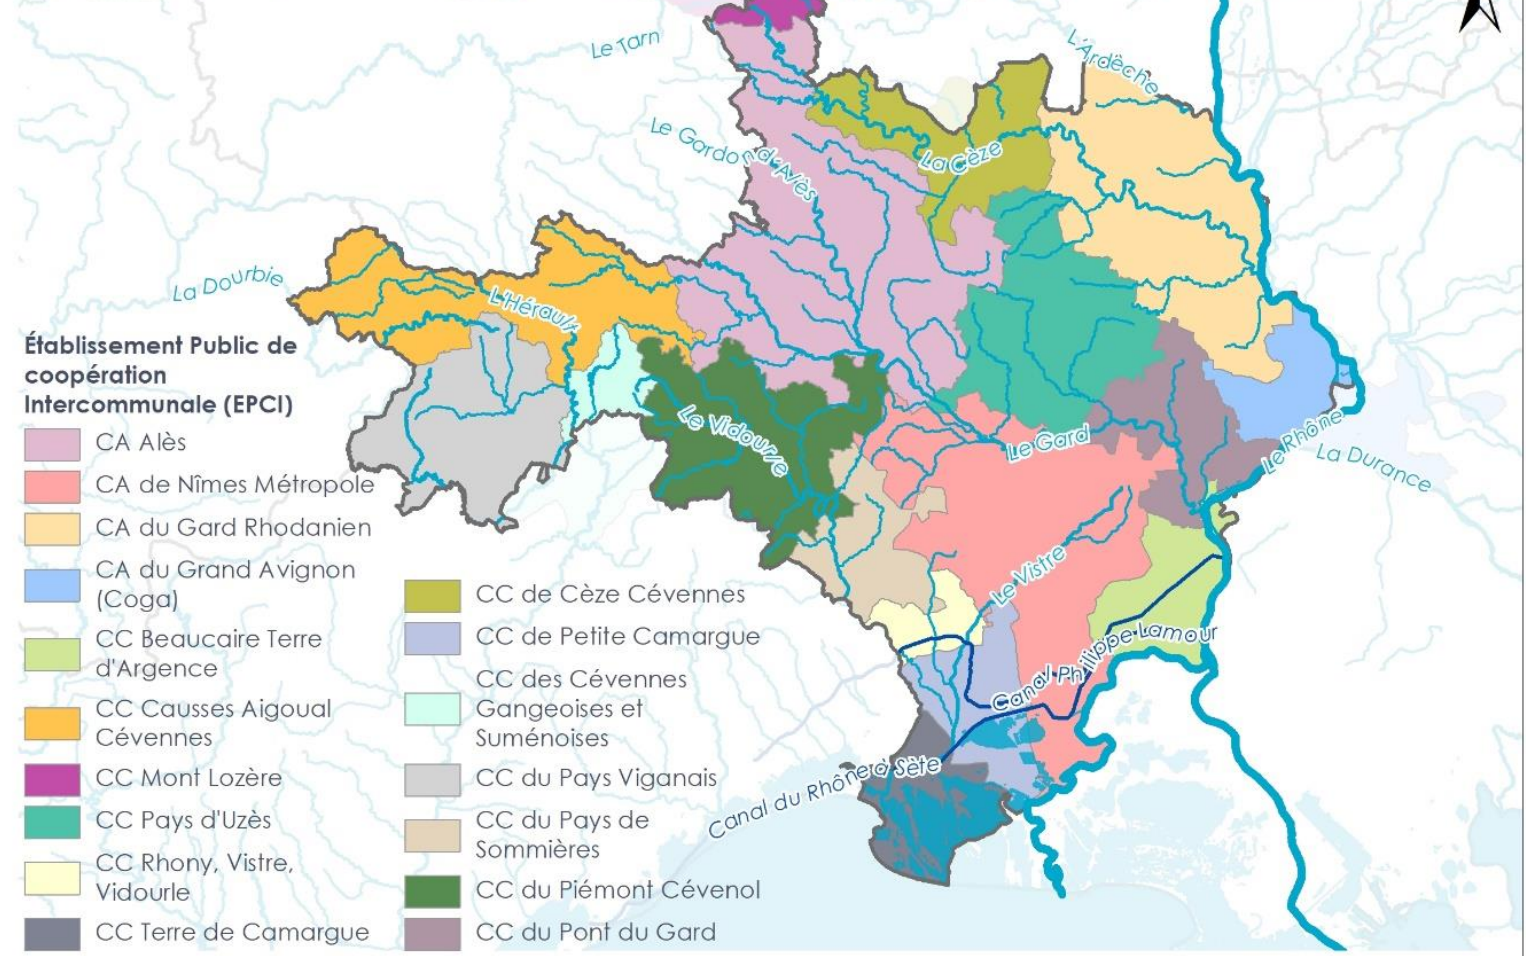 Le Tarn
L'Ardèche
Le Gardon d'Alès
La Cèze
La Dourbie
L'Hérault
Le Vidourle
Le Gard
Le Rhône
La Durance
Le Vistre
Canal Philippe Lamour
Canal du Rhône à Sète
Établissement Public de
coopération
Intercommunale (EPCI)
CA Alès
CA de Nîmes Métropole
CA du Gard Rhodanien
CA du Grand Avignon
(Coga)
CC Beaucaire Terre
d'Argence
CC Causses Aigoual
Cévennes
CC Mont Lozère
CC Pays d'Uzès
CC Rhony, Vistre,
Vidourle
CC Terre de Camargue
CC de Cèze Cévennes
CC de Petite Camargue
CC des Cévennes
Gangeoises et
Suménoises
CC du Pays Viganais
CC du Pays de
Sommières
CC du Piémont Cévenol
CC du Pont du Gard